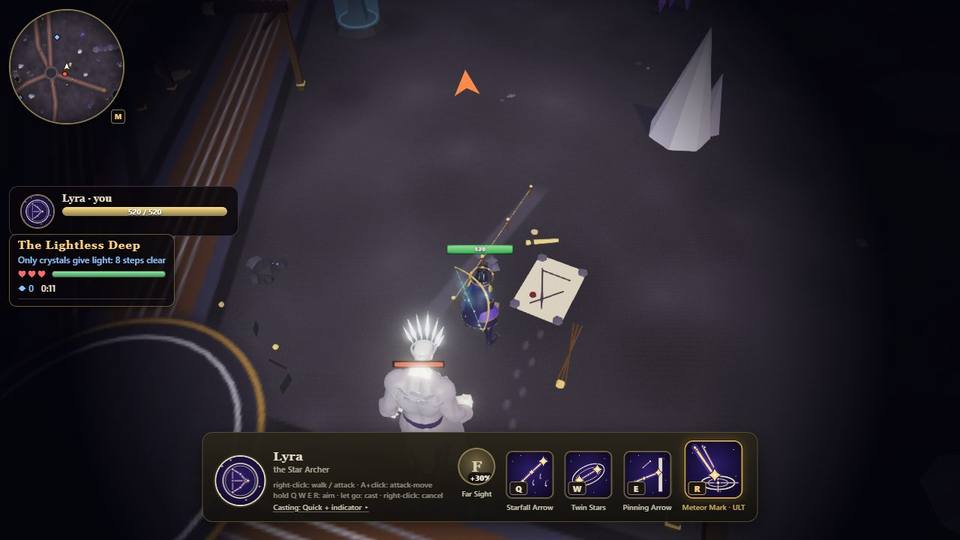 M
Lyra · you
520 / 520
The Lightless Deep
Only crystals give light: 8 steps clear
0 0:11
520
Lyra
the Star Archer
right-click: walk / attack · A+click: attack-move
hold Q W E R: aim · let go: cast · right-click: cancel
Casting: Quick + indicator
F
+30%
Far Sight
Q
Starfall Arrow
W
Twin Stars
E
Pinning Arrow
R
Meteor Mark · ULT